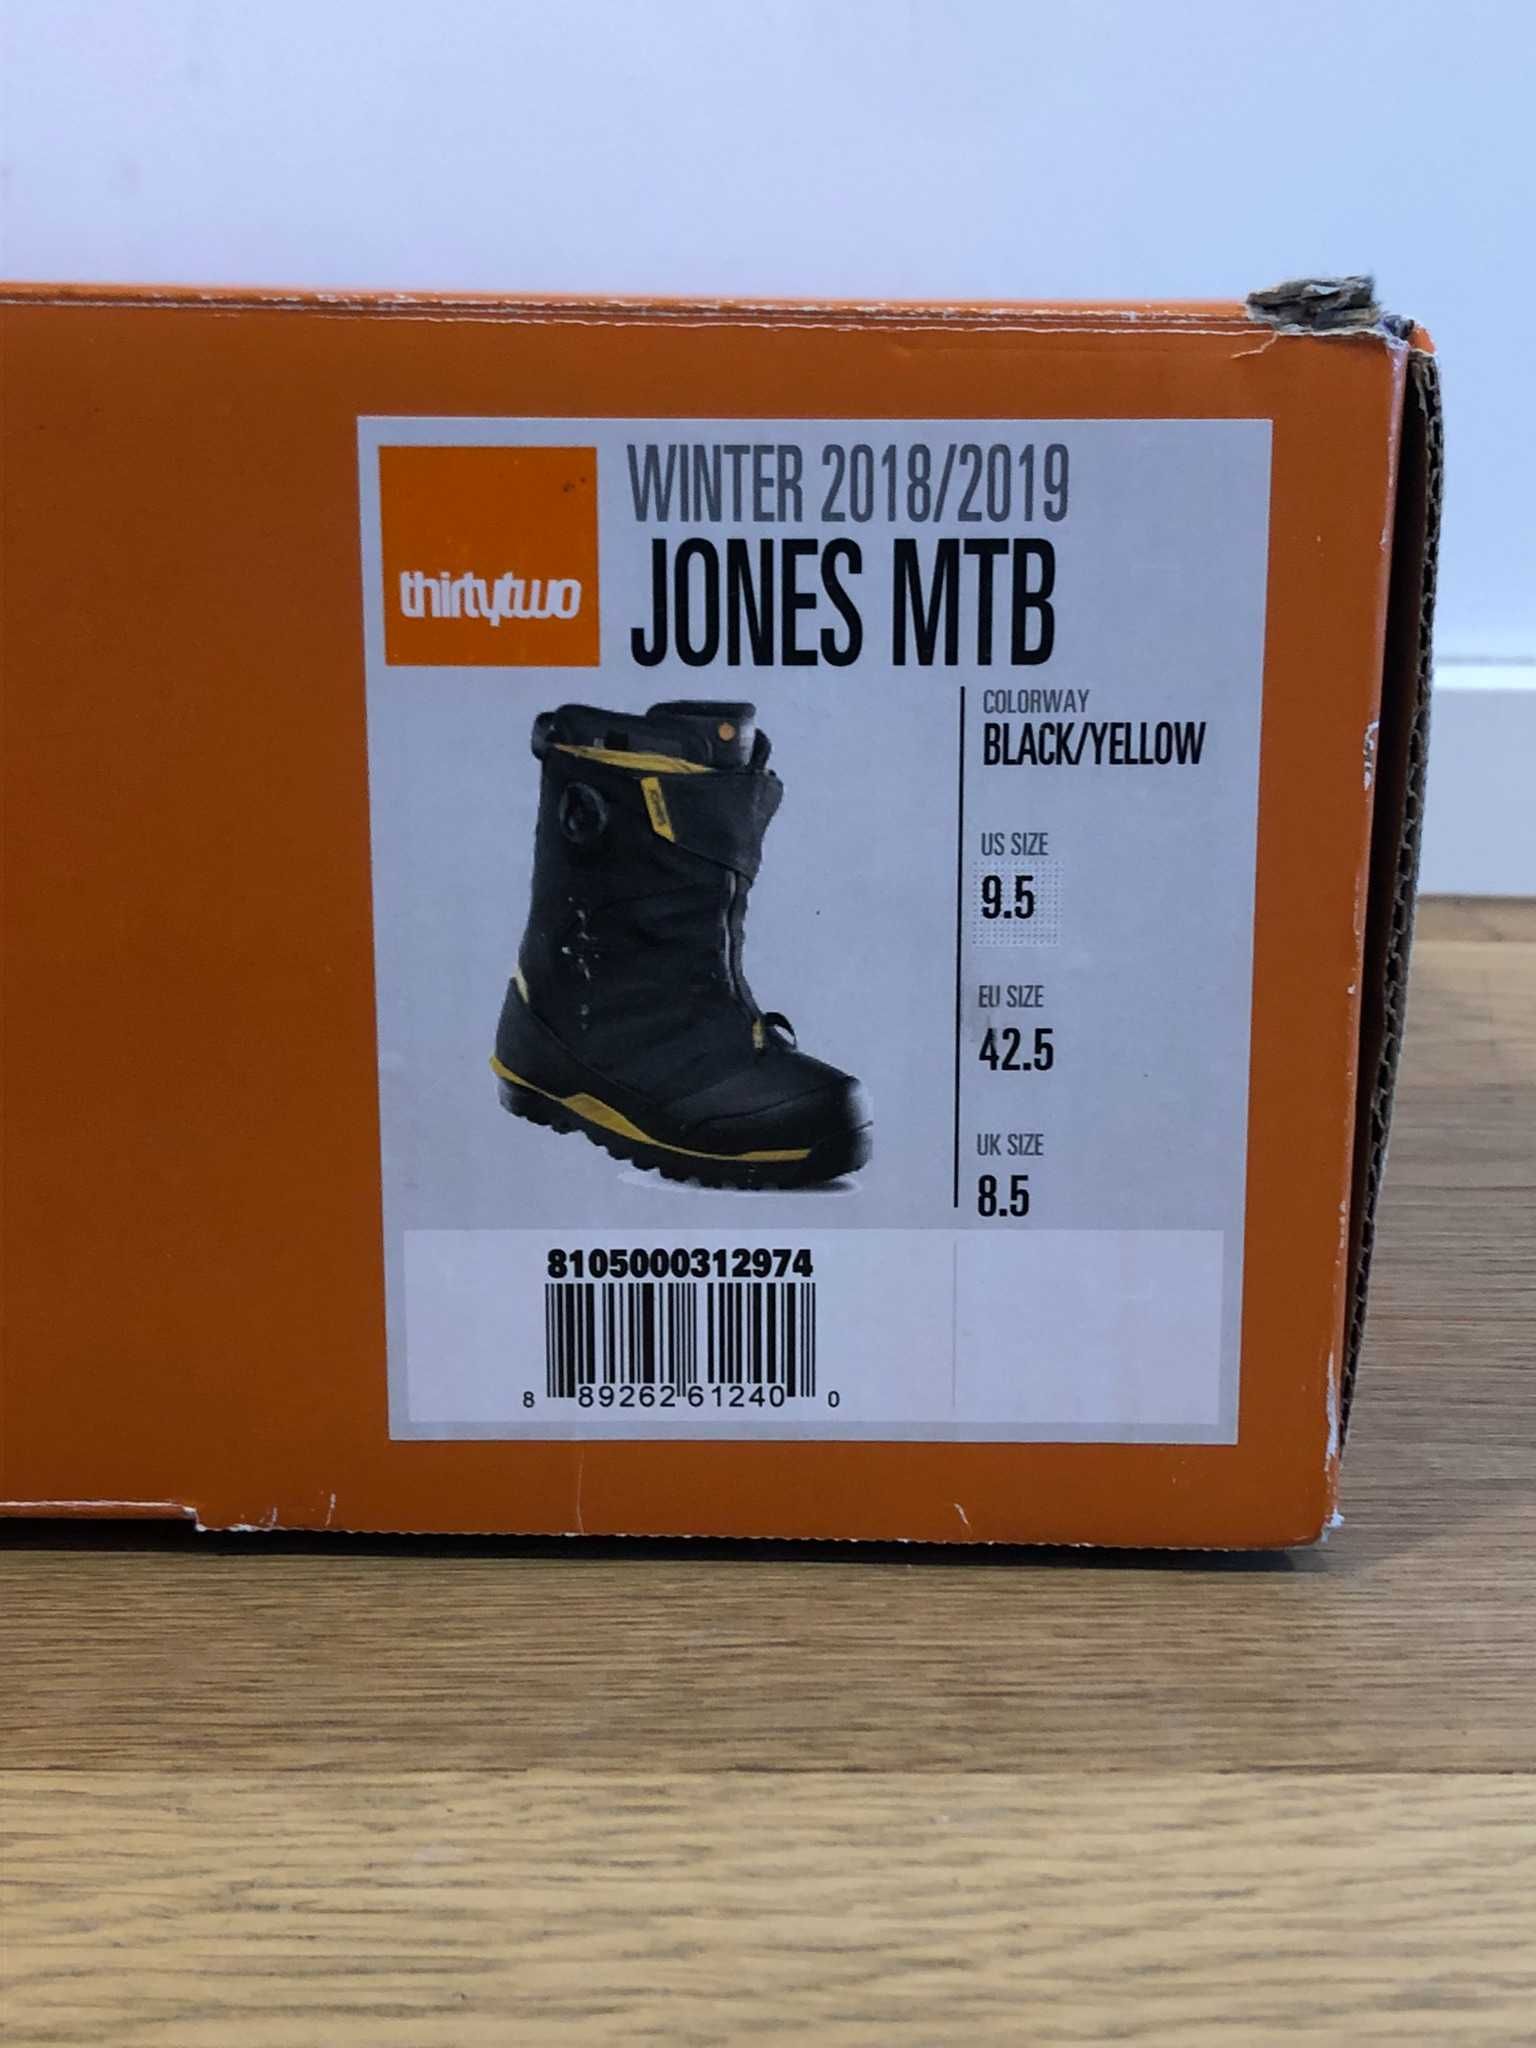 WINTER 2018/2019
thirtytwo
JONES MTB
COLORWAY
BLACK/YELLOW
US SIZE
9.5
EU SIZE
42.5
UK SIZE
8.5
8105000312974
8 89262 61240 0